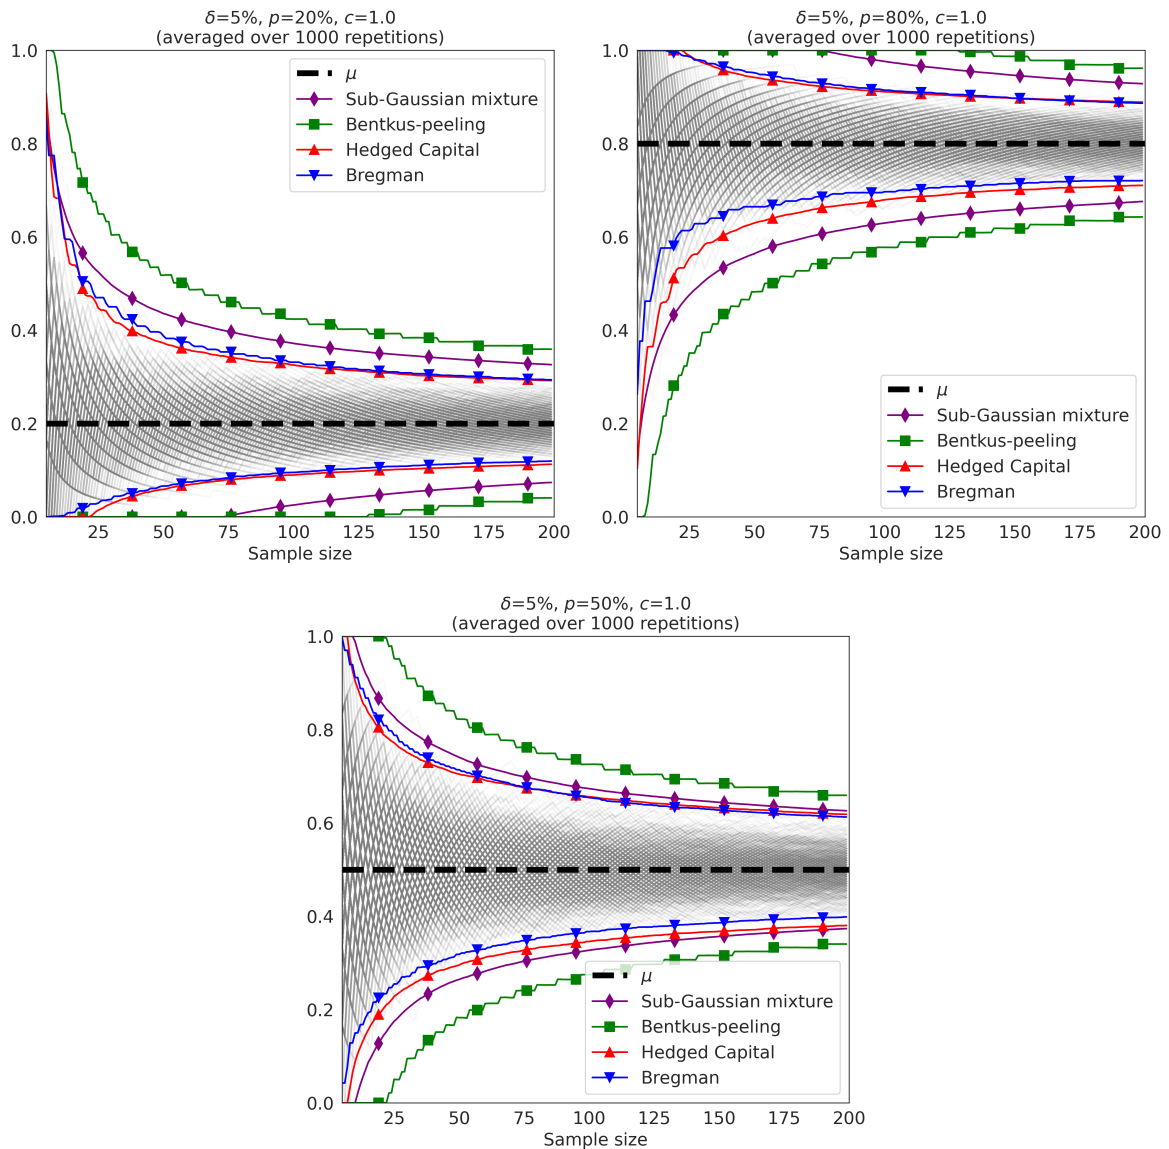 δ=5%, p=20%, c=1.0
(averaged over 1000 repetitions)
1.0
0.8
0.6
0.4
0.2
0.0
μ
Sub-Gaussian mixture
Bentkus-peeling
Hedged Capital
Bregman
25 50 75 100 125 150 175 200
Sample size
δ=5%, p=80%, c=1.0
(averaged over 1000 repetitions)
1.0
0.8
0.6
0.4
0.2
0.0
μ
Sub-Gaussian mixture
Bentkus-peeling
Hedged Capital
Bregman
25 50 75 100 125 150 175 200
Sample size
δ=5%, p=50%, c=1.0
(averaged over 1000 repetitions)
1.0
0.8
0.6
0.4
0.2
0.0
μ
Sub-Gaussian mixture
Bentkus-peeling
Hedged Capital
Bregman
25 50 75 100 125 150 175 200
Sample size